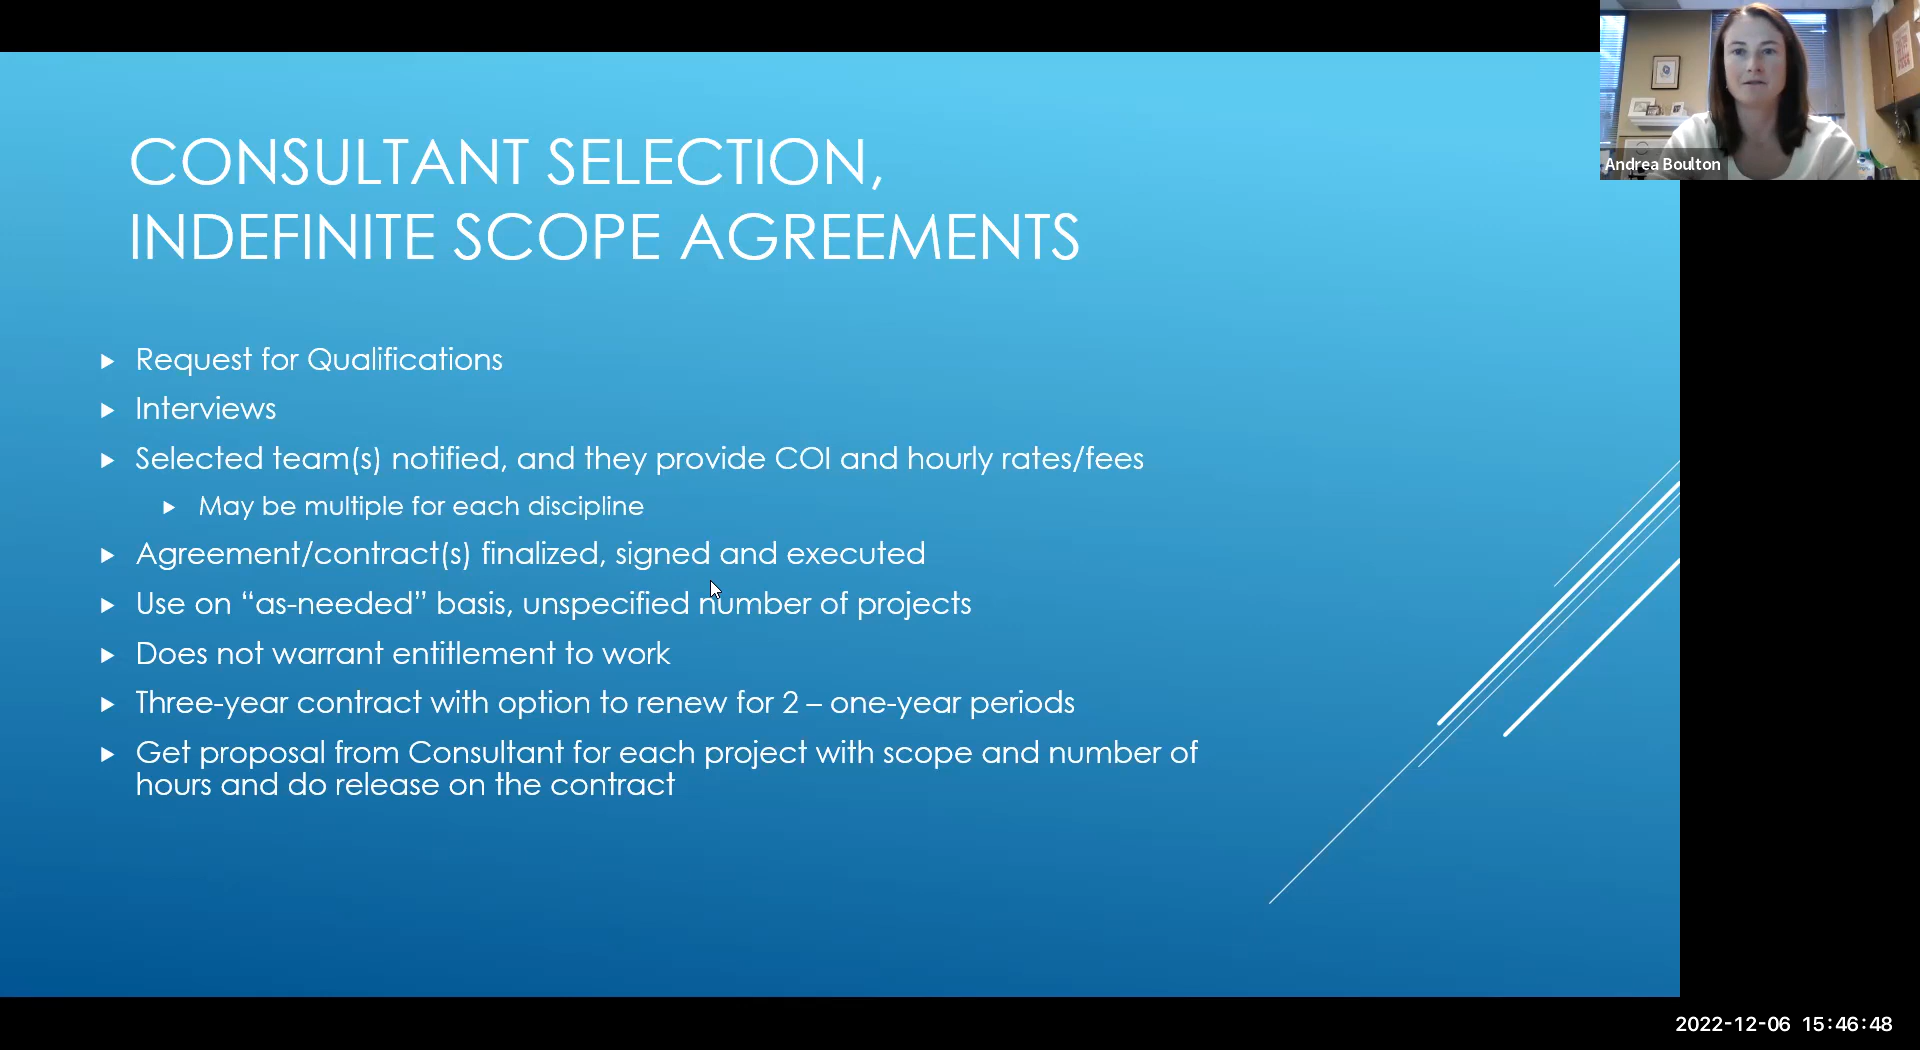 CONSULTANT SELECTION,
INDEFINITE SCOPE AGREEMENTS
Request for Qualifications
Interviews
Selected team(s) notified, and they provide COI and hourly rates/fees
May be multiple for each discipline
Agreement/contract(s) finalized, signed and executed
Use on “as-needed” basis, unspecified number of projects
Does not warrant entitlement to work
Three-year contract with option to renew for 2 – one-year periods
Get proposal from Consultant for each project with scope and number of
hours and do release on the contract
Andrea Boulton
2022-12-06 15:46:48